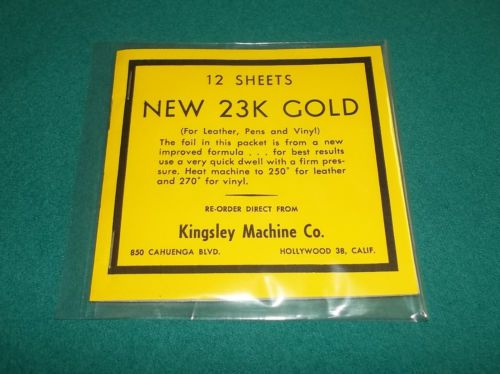 12 SHEETS
NEW 23K GOLD
(For Leather, Pens and Vinyl)
The foil in this packet is from a new
improved formula . . . for best results
use a very quick dwell with a firm pres-
sure. Heat machine to 250° for leather
and 270° for vinyl.
RE-ORDER DIRECT FROM
Kingsley Machine Co.
850 CAHUENGA BLVD. HOLLYWOOD 38, CALIF.